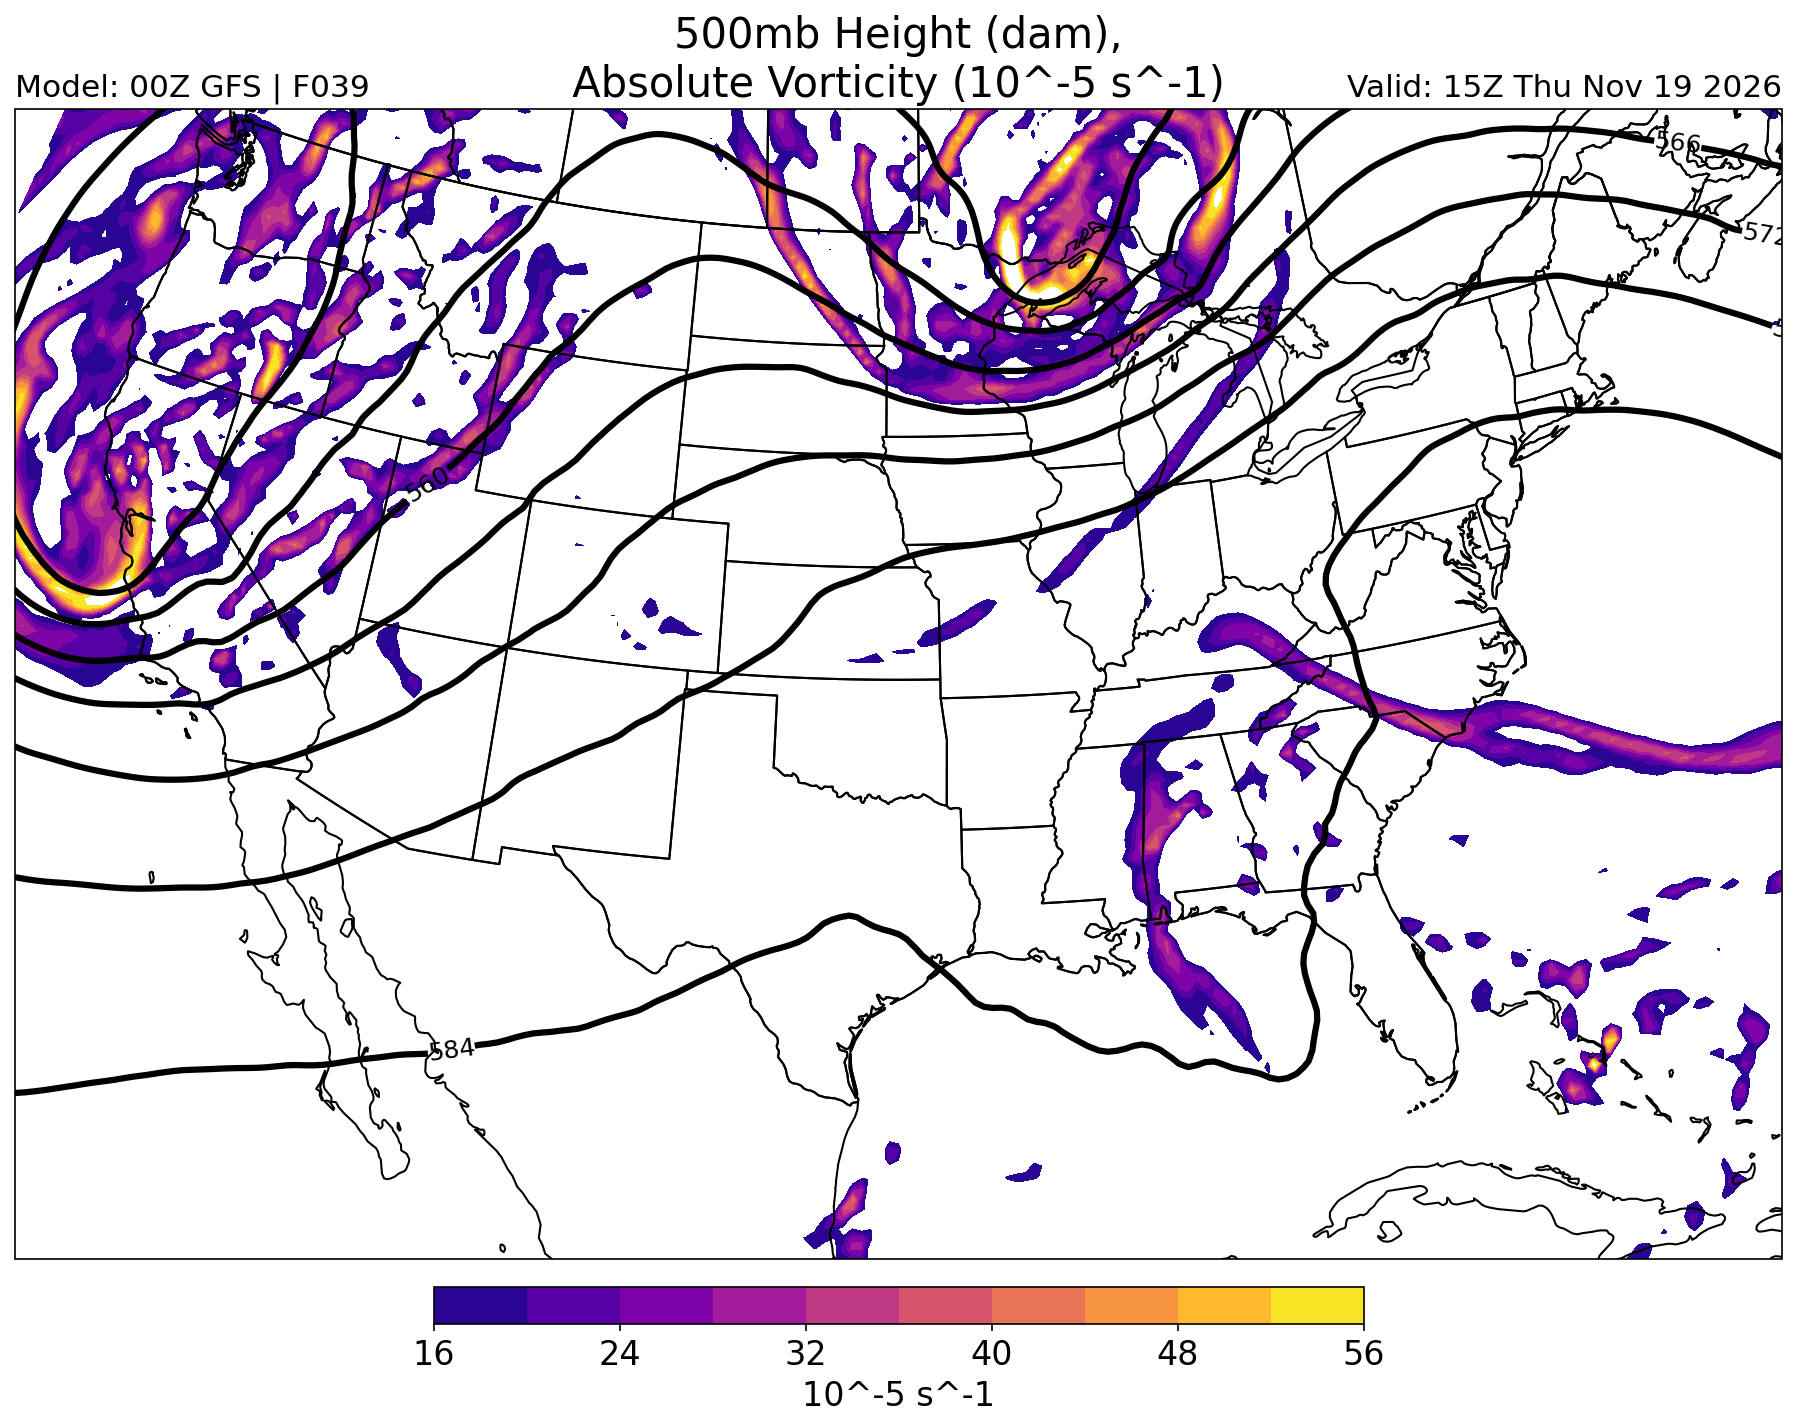 500mb Height (dam),
Model: 00Z GFS | F039
Absolute Vorticity (10^-5 s^-1)
Valid: 15Z Thu Nov 19 2026
566
572
560
584
16 24 32 40 48 56
10^-5 s^-1